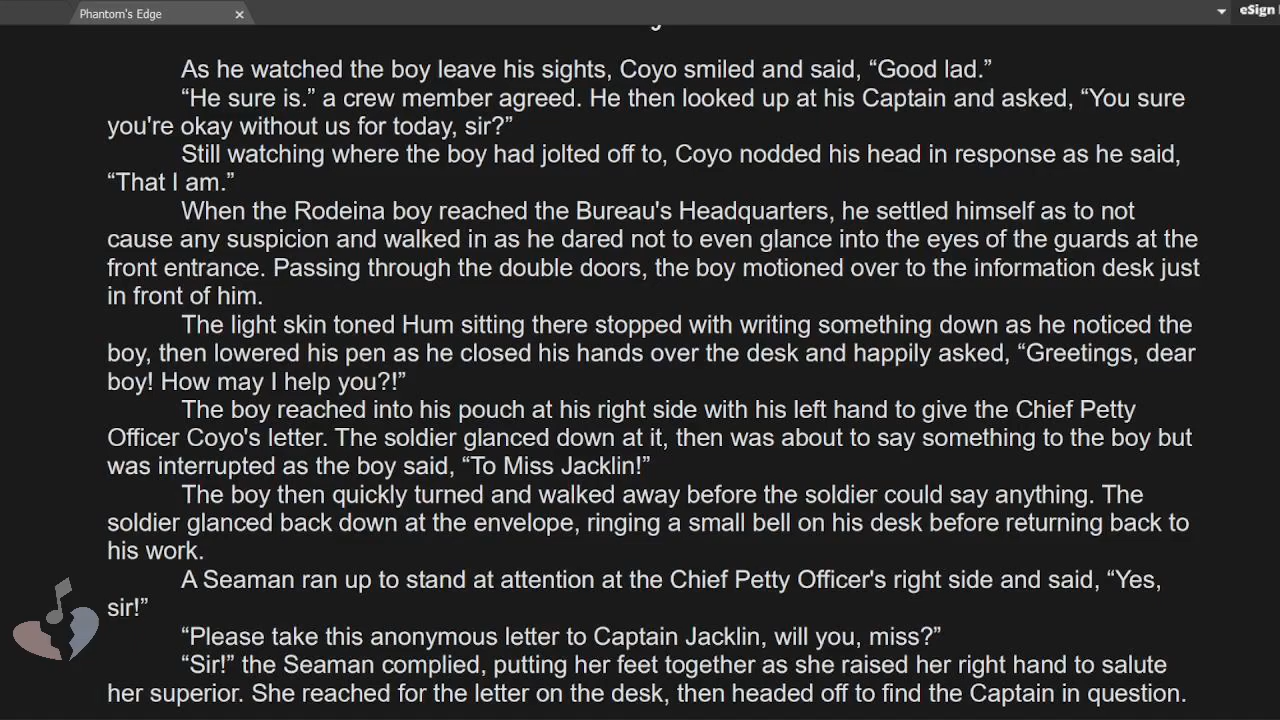 Phantom's Edge
eSign
As he watched the boy leave his sights, Coyo smiled and said, “Good lad.”
“He sure is.” a crew member agreed. He then looked up at his Captain and asked, “You sure
you're okay without us for today, sir?”
Still watching where the boy had jolted off to, Coyo nodded his head in response as he said,
“That I am.”
When the Rodeina boy reached the Bureau's Headquarters, he settled himself as to not
cause any suspicion and walked in as he dared not to even glance into the eyes of the guards at the
front entrance. Passing through the double doors, the boy motioned over to the information desk just
in front of him.
The light skin toned Hum sitting there stopped with writing something down as he noticed the
boy, then lowered his pen as he closed his hands over the desk and happily asked, “Greetings, dear
boy! How may I help you?!”
The boy reached into his pouch at his right side with his left hand to give the Chief Petty
Officer Coyo's letter. The soldier glanced down at it, then was about to say something to the boy but
was interrupted as the boy said, “To Miss Jacklin!”
The boy then quickly turned and walked away before the soldier could say anything. The
soldier glanced back down at the envelope, ringing a small bell on his desk before returning back to
his work.
A Seaman ran up to stand at attention at the Chief Petty Officer's right side and said, “Yes,
sir!”
“Please take this anonymous letter to Captain Jacklin, will you, miss?”
“Sir!” the Seaman complied, putting her feet together as she raised her right hand to salute
her superior. She reached for the letter on the desk, then headed off to find the Captain in question.